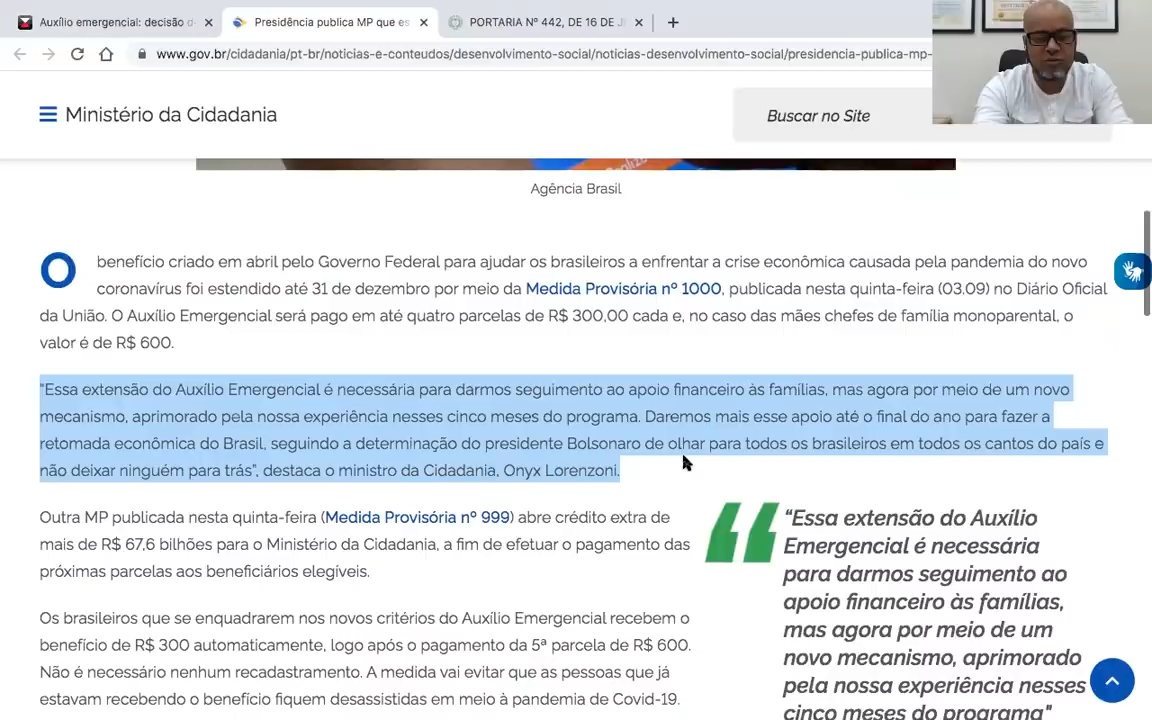 Auxílio emergencial: decisão d
Presidência publica MP que es
PORTARIA Nº 442, DE 16 DE J
www.gov.br/cidadania/pt-br/noticias-e-conteudos/desenvolvimento-social/noticias-desenvolvimento-social/presidencia-publica-mp-
Ministério da Cidadania
Buscar no Site
Agência Brasil
O benefício criado em abril pelo Governo Federal para ajudar os brasileiros a enfrentar a crise econômica causada pela pandemia do novo
coronavírus foi estendido até 31 de dezembro por meio da Medida Provisória nº 1000, publicada nesta quinta-feira (03.09) no Diário Oficial
da União. O Auxílio Emergencial será pago em até quatro parcelas de R$ 300,00 cada e, no caso das mães chefes de família monoparental, o
valor é de R$ 600.
"Essa extensão do Auxílio Emergencial é necessária para darmos seguimento ao apoio financeiro às famílias, mas agora por meio de um novo
mecanismo, aprimorado pela nossa experiência nesses cinco meses do programa. Daremos mais esse apoio até o final do ano para fazer a
retomada econômica do Brasil, seguindo a determinação do presidente Bolsonaro de olhar para todos os brasileiros em todos os cantos do país e
não deixar ninguém para trás", destaca o ministro da Cidadania, Onyx Lorenzoni.
Outra MP publicada nesta quinta-feira (Medida Provisória nº 999) abre crédito extra de
mais de R$ 67,6 bilhões para o Ministério da Cidadania, a fim de efetuar o pagamento das
próximas parcelas aos beneficiários elegíveis.
Os brasileiros que se enquadrarem nos novos critérios do Auxílio Emergencial recebem o
benefício de R$ 300 automaticamente, logo após o pagamento da 5ª parcela de R$ 600.
Não é necessário nenhum recadastramento. A medida vai evitar que as pessoas que já
estavam recebendo o benefício fiquem desassistidas em meio à pandemia de Covid-19.
"Essa extensão do Auxílio
Emergencial é necessária
para darmos seguimento ao
apoio financeiro às famílias,
mas agora por meio de um
novo mecanismo, aprimorado
pela nossa experiência nesses
cinco meses do programa"